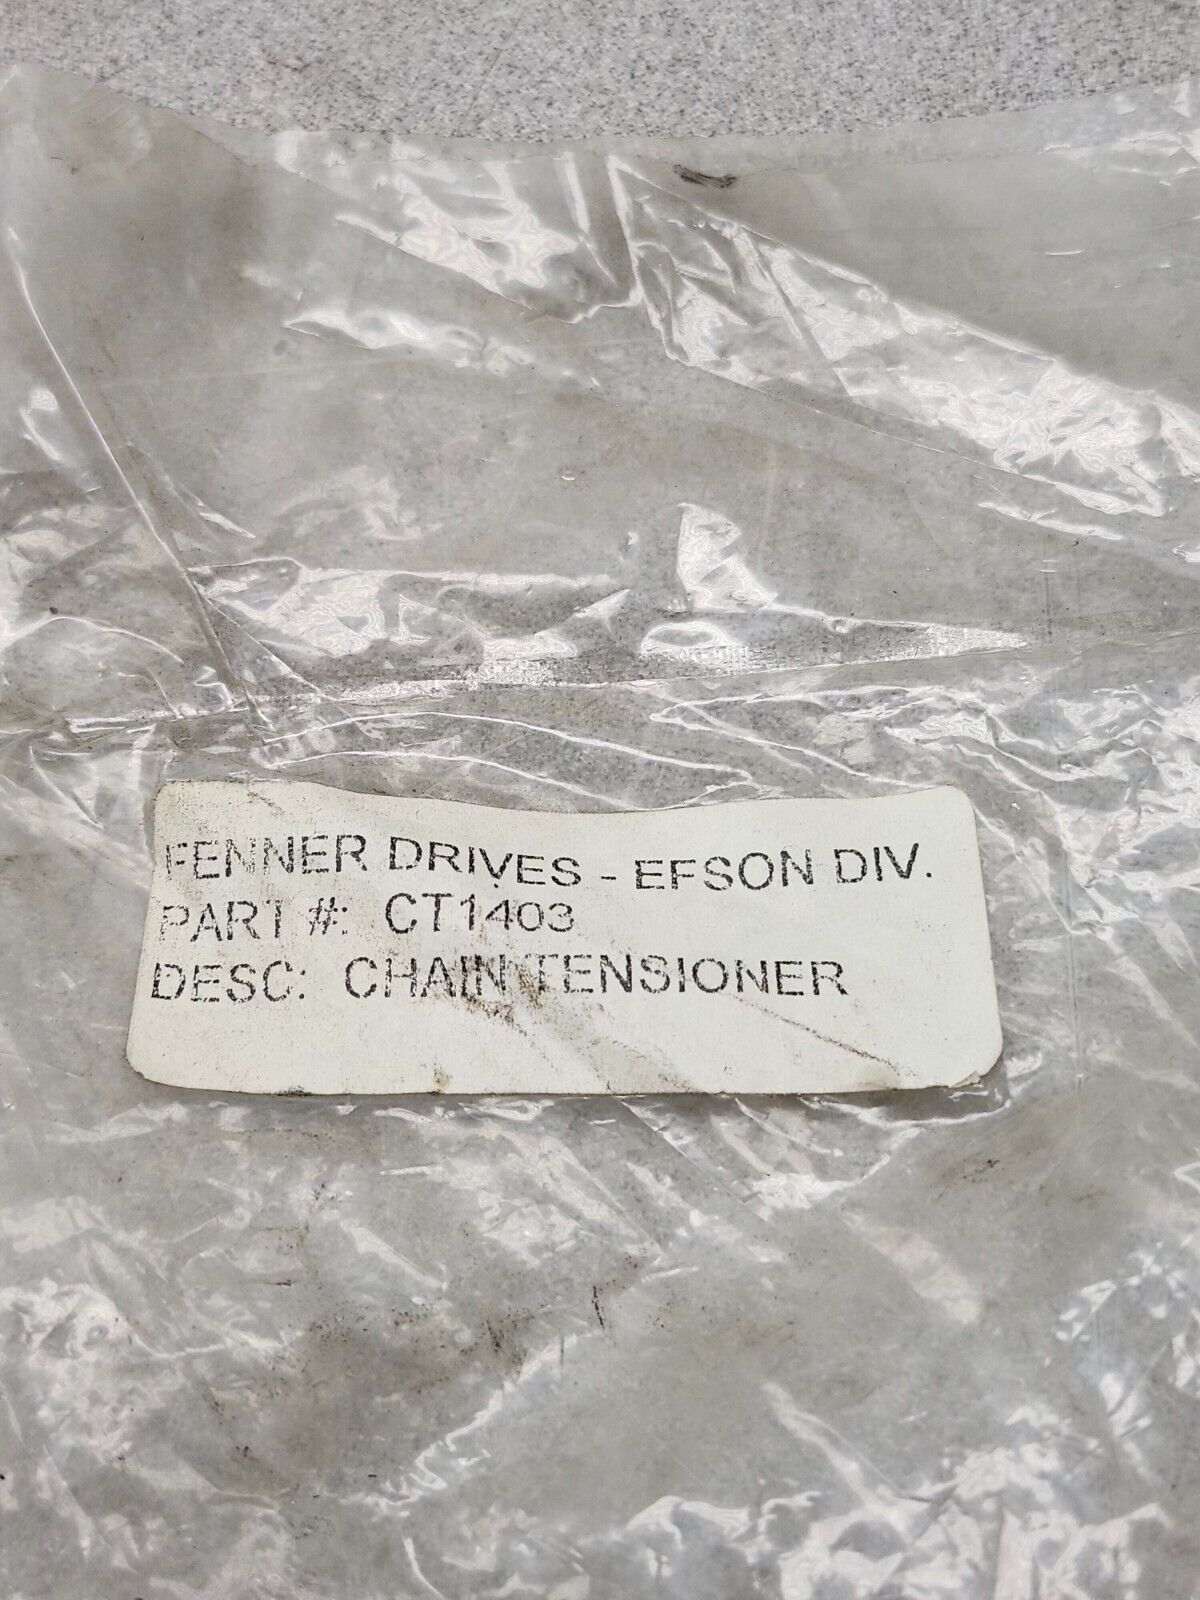 FENNER DRIVES - EFSON DIV.
PART #: CT1403
DESC: CHAIN TENSIONER